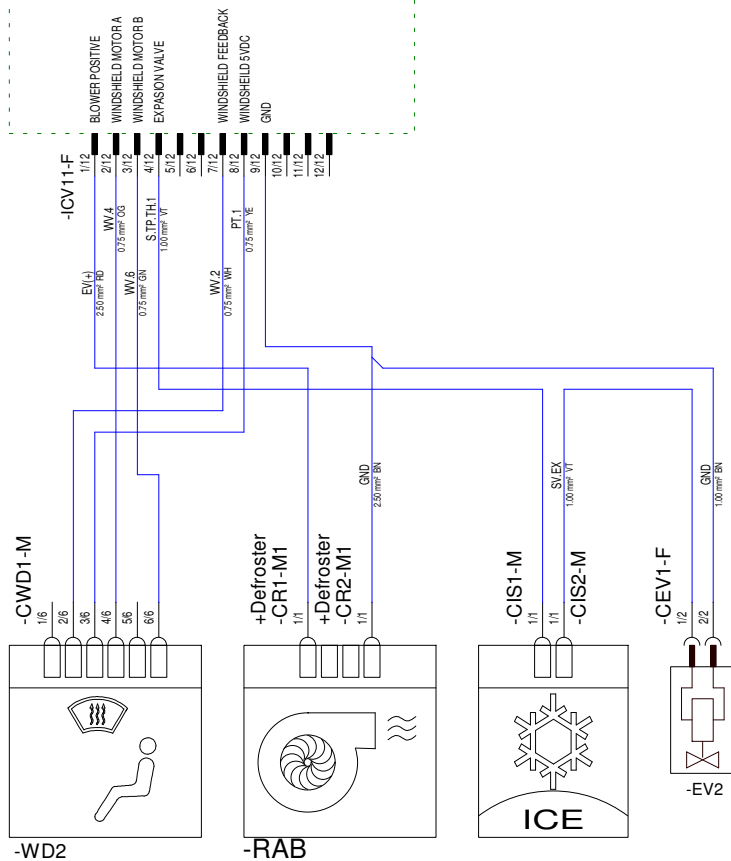 BLOWER POSITIVE
WINDSHIELD MOTOR A
WINDSHIELD MOTOR B
EXPASION VALVE
WINDSHIELD FEEDBACK
WINDSHEILD 5VDC
GND
-ICV11-F
1/12
2/12
3/12
4/12
5/12
6/12
7/12
8/12
9/12
10/12
11/12
12/12
EV(+)
2.50 mm² RD
WV.4
0.75 mm² OG
WV.6
0.75 mm² GN
S.TP.TH.1
1.00 mm² VT
WV.2
0.75 mm² WH
PT.1
0.75 mm² YE
GND
2.50 mm² BN
SV.EX
1.00 mm² VT
GND
1.00 mm² BN
-CWD1-M
1/6
2/6
3/6
4/6
5/6
6/6
+Defroster
-CR1-M1
1/1
+Defroster
-CR2-M1
1/1
-CIS1-M
1/1
-CIS2-M
1/1
-CEV1-F
1/2
2/2
ICE
-WD2
-RAB
-EV2